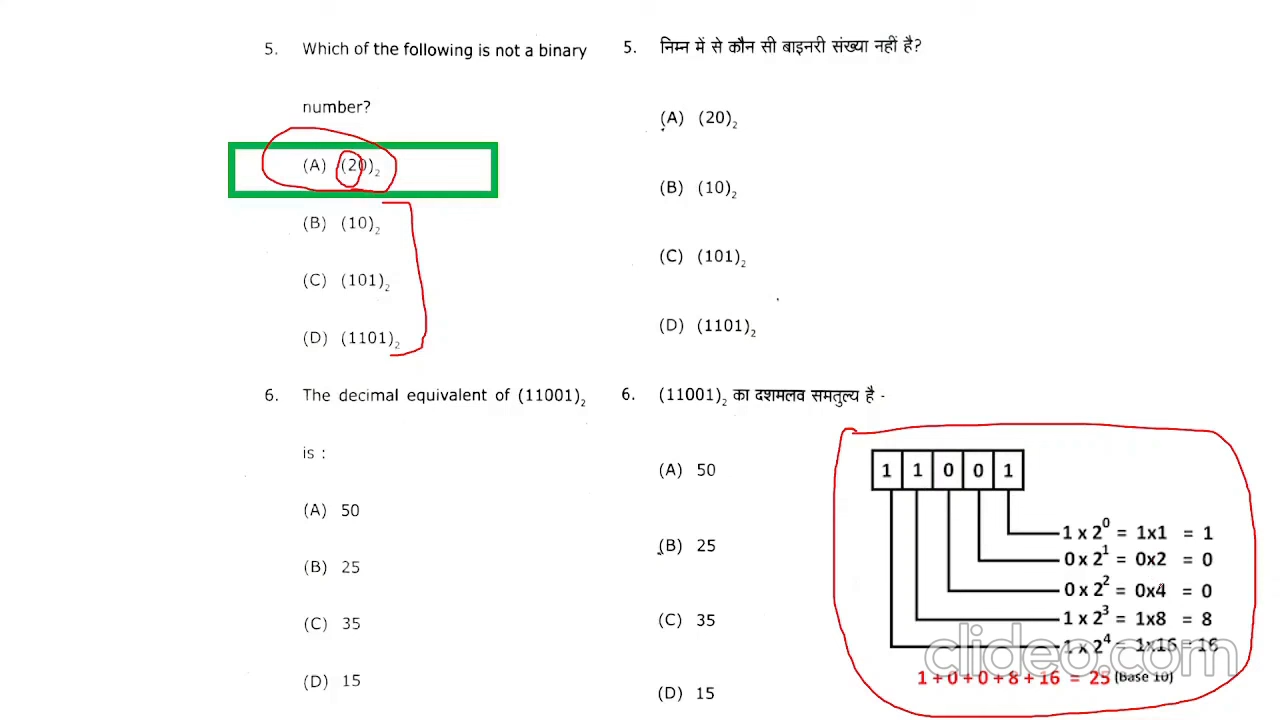 5. Which of the following is not a binary
number?
(A) (20)₂
(B) (10)₂
(C) (101)₂
(D) (1101)₂
6. The decimal equivalent of (11001)₂
is :
(A) 50
(B) 25
(C) 35
(D) 15
5. निम्न में से कौन सी बाइनरी संख्या नहीं है?
(A) (20)₂
(B) (10)₂
(C) (101)₂
(D) (1101)₂
6. (11001)₂ का दशमलव समतुल्य है -
(A) 50
(B) 25
(C) 35
(D) 15
1 1 0 0 1
1 x 2⁰ = 1x1 = 1
0 x 2¹ = 0x2 = 0
0 x 2² = 0x4 = 0
1 x 2³ = 1x8 = 8
1 x 2⁴ = 1x16 = 16
1 + 0 + 0 + 8 + 16 = 25 (Base 10)
clideo.com